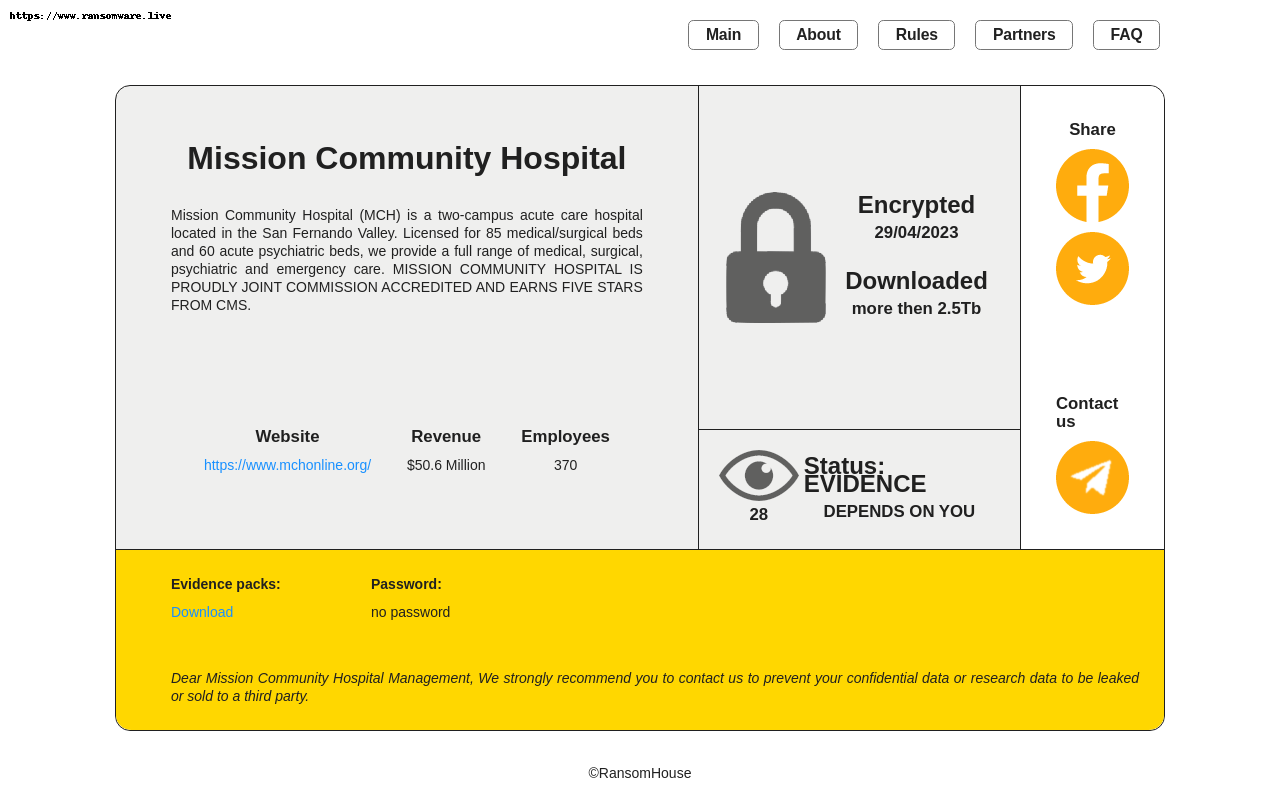 https://www.ransomware.live
Main About Rules Partners FAQ
Mission Community Hospital
Mission Community Hospital (MCH) is a two-campus acute care hospital
located in the San Fernando Valley. Licensed for 85 medical/surgical beds
and 60 acute psychiatric beds, we provide a full range of medical, surgical,
psychiatric and emergency care. MISSION COMMUNITY HOSPITAL IS
PROUDLY JOINT COMMISSION ACCREDITED AND EARNS FIVE STARS
FROM CMS.
Website Revenue Employees
https://www.mchonline.org/ $50.6 Million 370
Encrypted
29/04/2023
Downloaded
more then 2.5Tb
Status:
EVIDENCE
28 DEPENDS ON YOU
Share
Contact
us
Evidence packs: Password:
Download no password
Dear Mission Community Hospital Management, We strongly recommend you to contact us to prevent your confidential data or research data to be leaked
or sold to a third party.
©RansomHouse